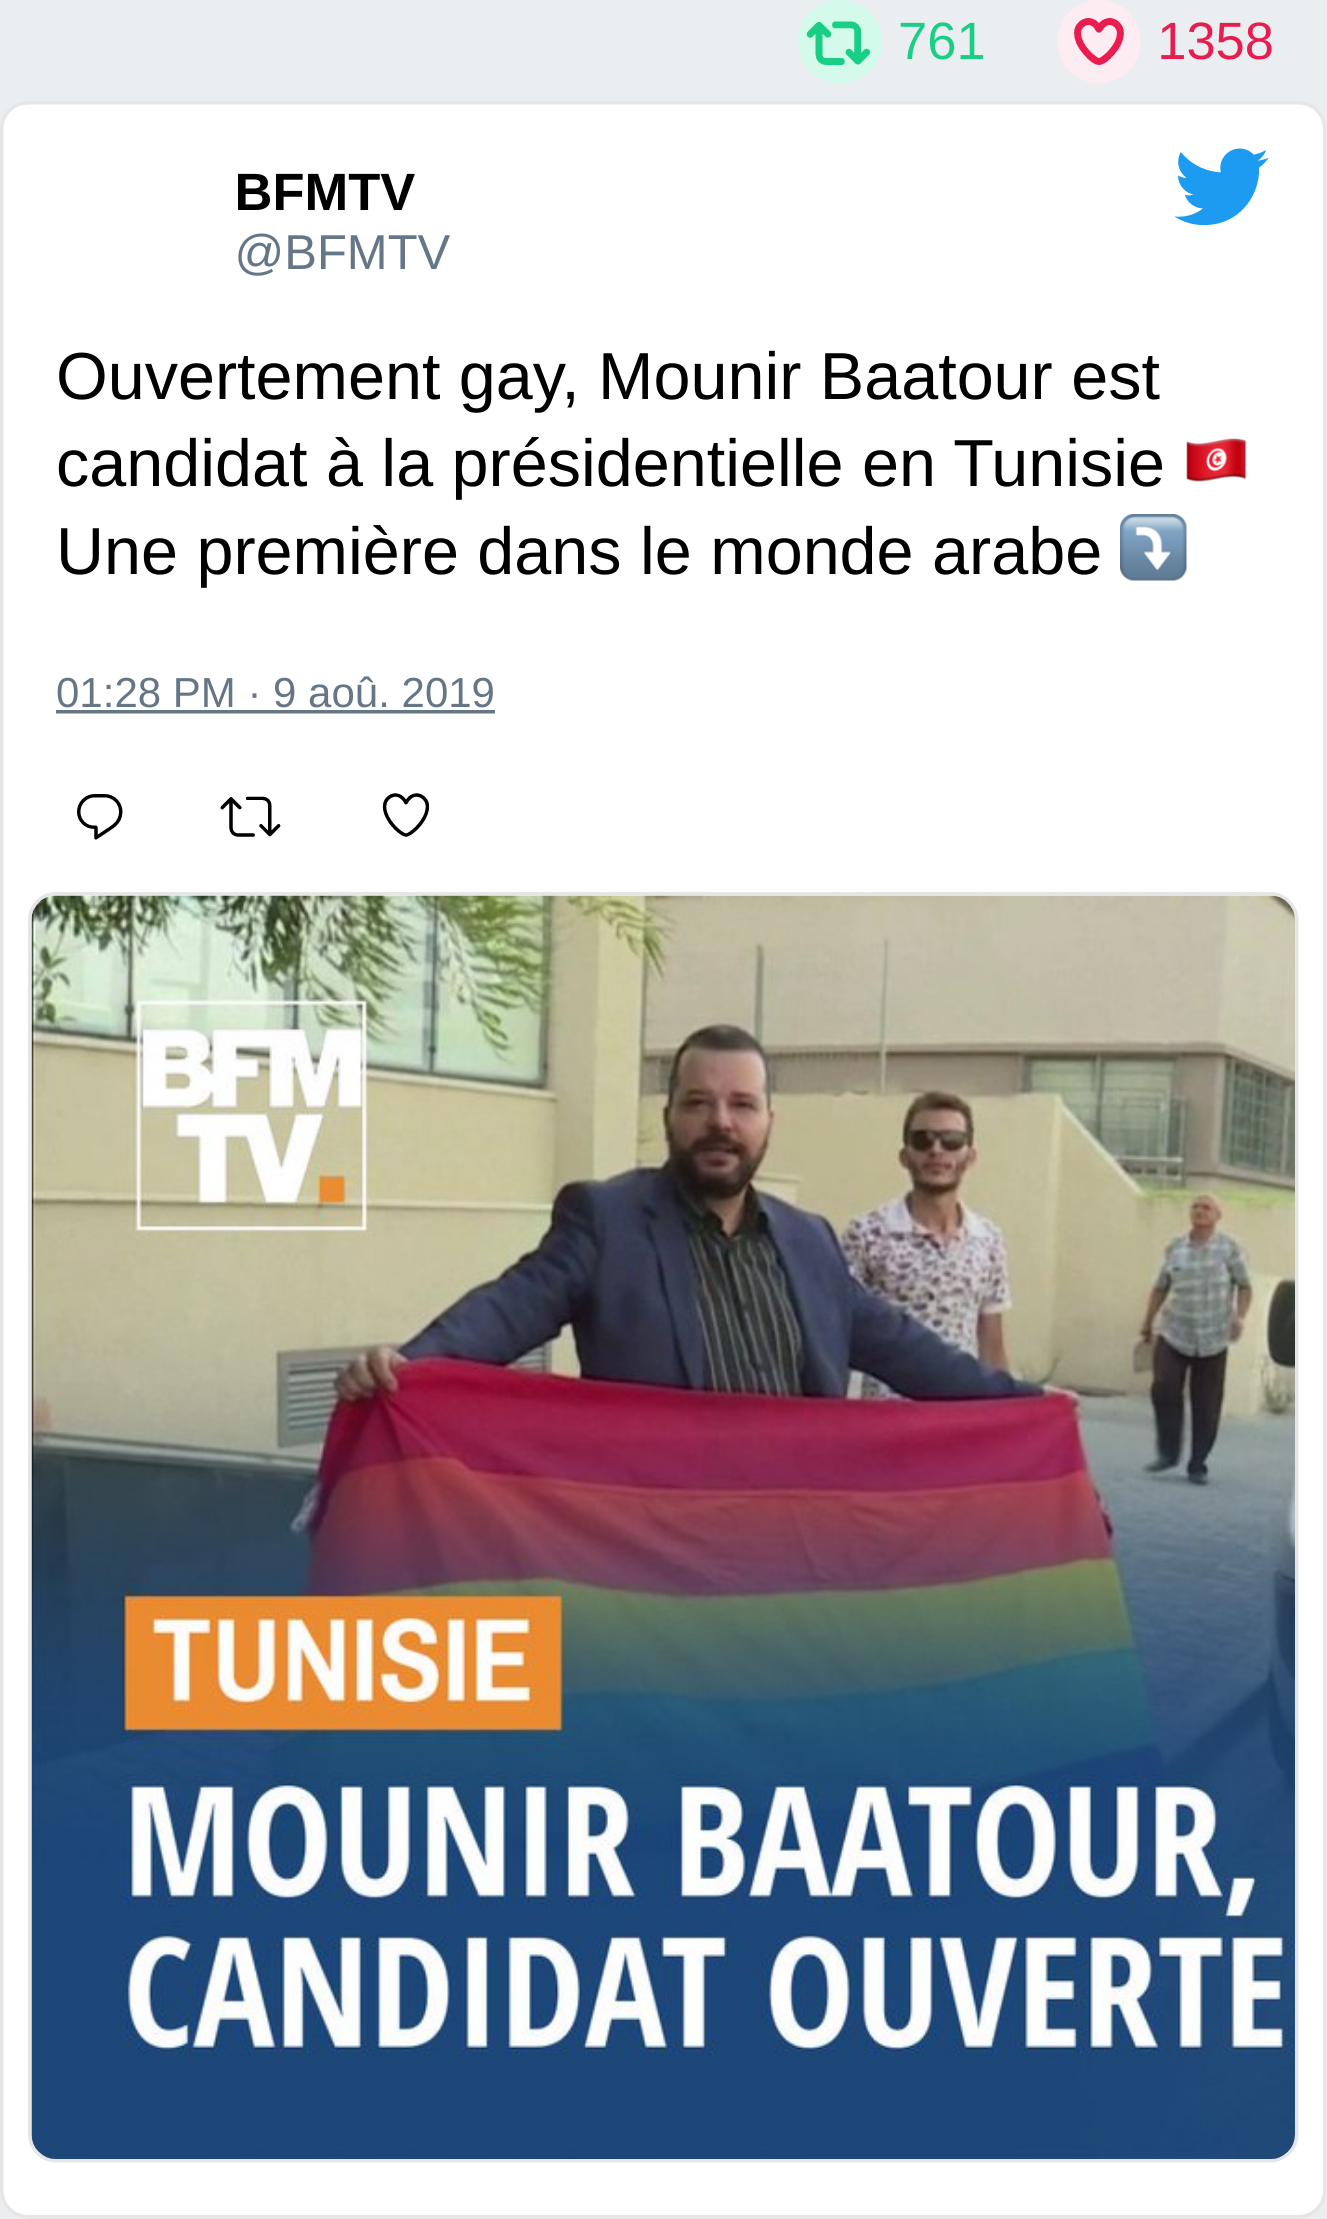 761 1358
BFMTV
@BFMTV
Ouvertement gay, Mounir Baatour est
candidat à la présidentielle en Tunisie 🇹🇳
Une première dans le monde arabe ⤵️
01:28 PM · 9 aoû. 2019
BFM
TV.
TUNISIE
MOUNIR BAATOUR,
CANDIDAT OUVERTE